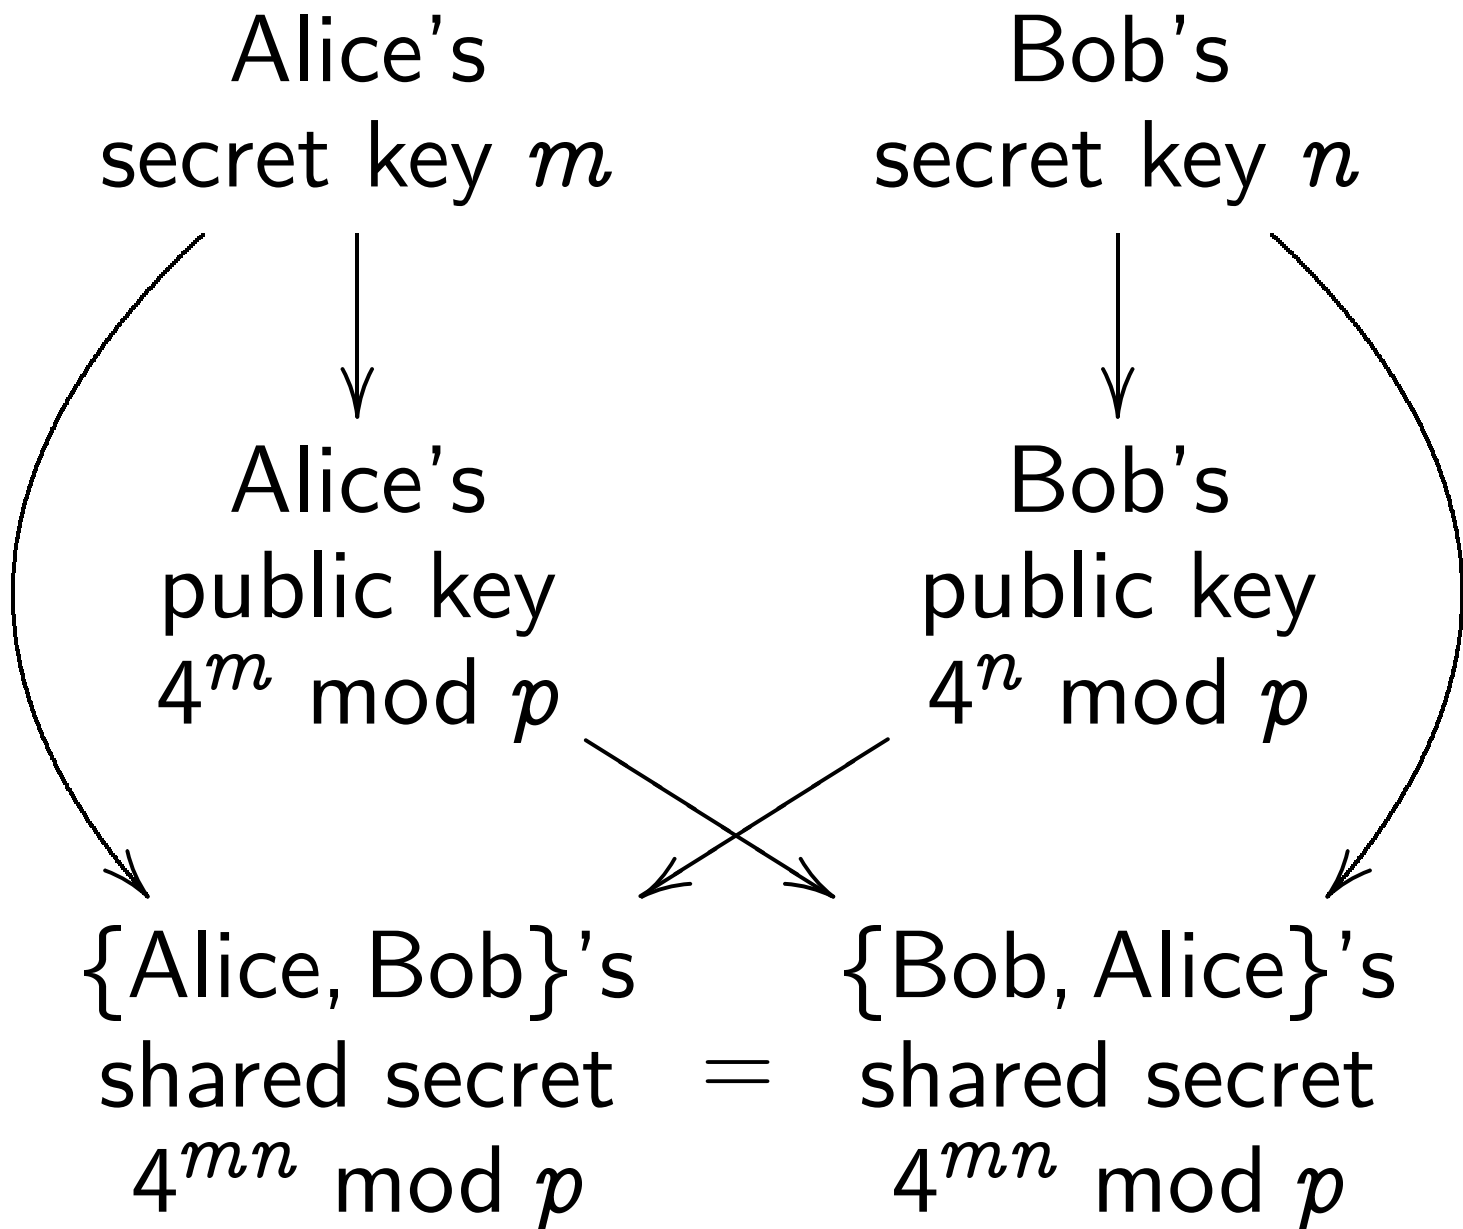 Alice's
secret key m
Bob's
secret key n
Alice's
public key
4^m mod p
Bob's
public key
4^n mod p
{Alice, Bob}'s
shared secret
4^{mn} mod p
=
{Bob, Alice}'s
shared secret
4^{mn} mod p